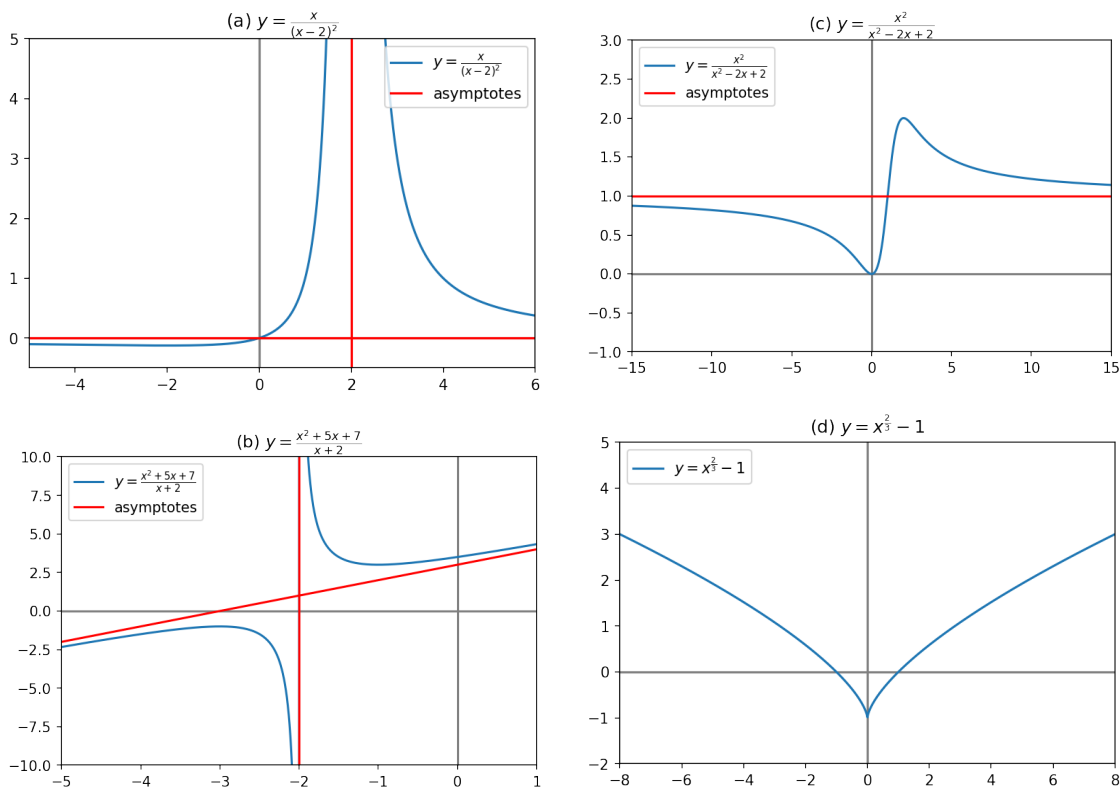 (a) y = x/(x − 2)²
5
4
3
2
1
0
y = x/(x−2)²
asymptotes
−4 −2 0 2 4 6
(c) y = x²/(x² − 2x + 2)
3.0
2.5
2.0
1.5
1.0
0.5
0.0
−0.5
−1.0
y = x²/(x²−2x+2)
asymptotes
−15 −10 −5 0 5 10 15
(b) y = (x² + 5x + 7)/(x + 2)
10.0
7.5
5.0
2.5
0.0
−2.5
−5.0
−7.5
−10.0
y = (x²+5x+7)/(x+2)
asymptotes
−5 −4 −3 −2 −1 0 1
(d) y = x^(2/3) − 1
5
4
3
2
1
0
−1
−2
y = x^(2/3) − 1
−8 −6 −4 −2 0 2 4 6 8